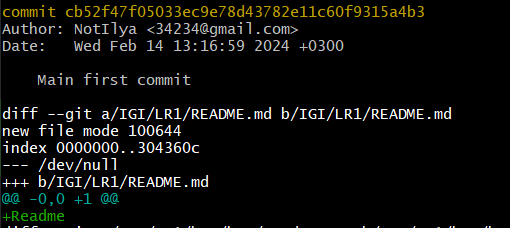 commit cb52f47f05033ec9e78d43782e11c60f9315a4b3
Author: NotIlya <34234@gmail.com>
Date:   Wed Feb 14 13:16:59 2024 +0300
    Main first commit
diff --git a/IGI/LR1/README.md b/IGI/LR1/README.md
new file mode 100644
index 0000000..304360c
--- /dev/null
+++ b/IGI/LR1/README.md
@@ -0,0 +1 @@
+Readme